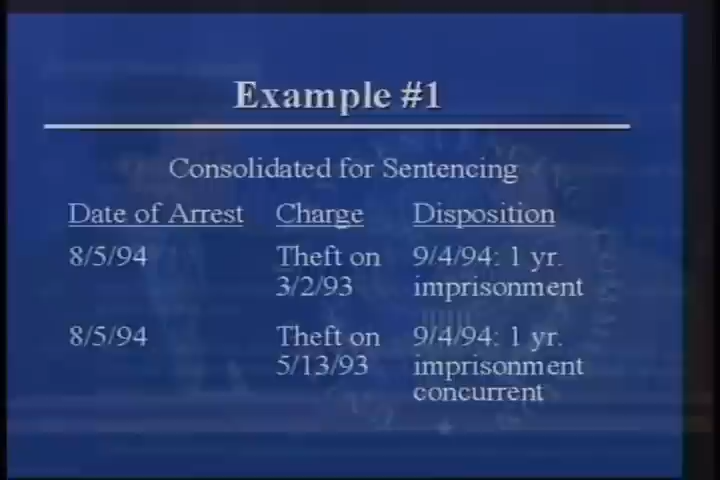 Example #1
Consolidated for Sentencing
Date of Arrest Charge Disposition
8/5/94 Theft on 9/4/94: 1 yr.
3/2/93 imprisonment
8/5/94 Theft on 9/4/94: 1 yr.
5/13/93 imprisonment
concurrent